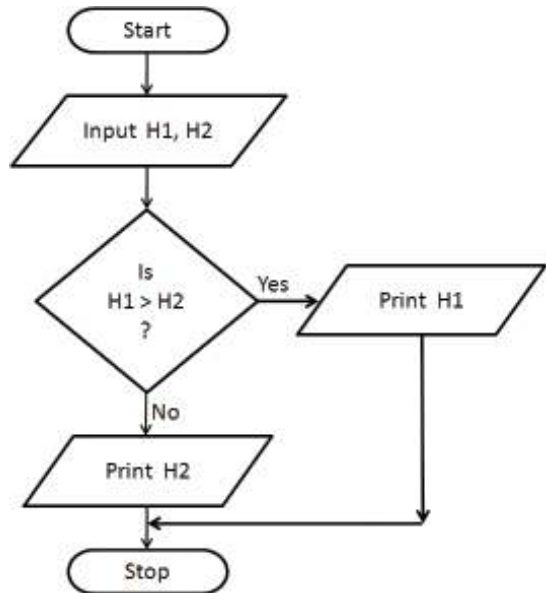 Start
Input H1, H2
Is
H1 > H2
?
Yes
Print H1
No
Print H2
Stop